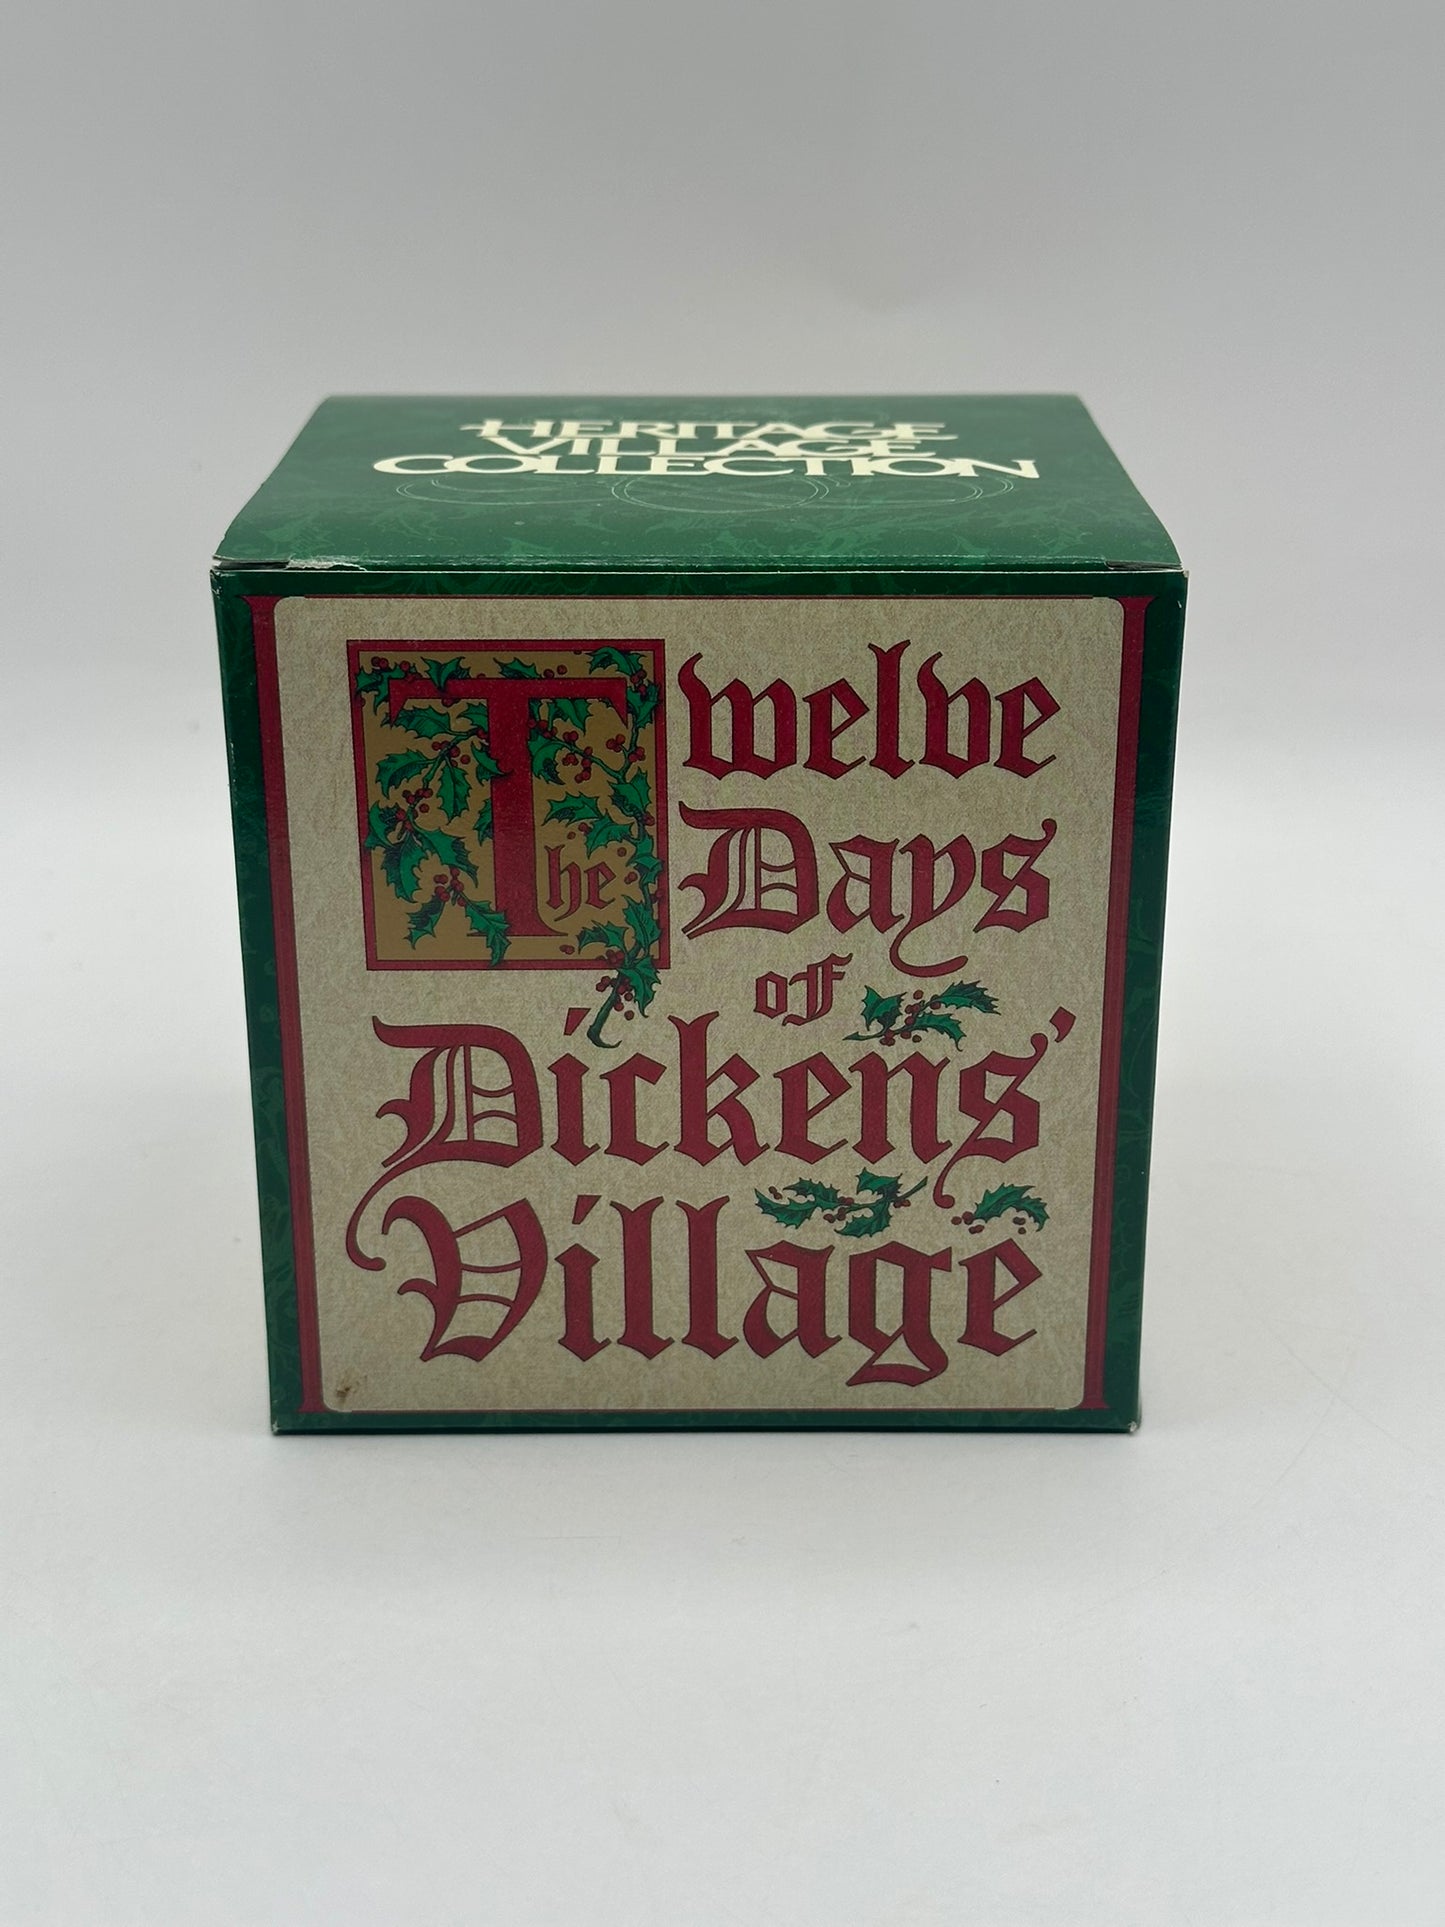 HERITAGE
VILLAGE
COLLECTION
The Twelve
Days
of
Dickens'
Village